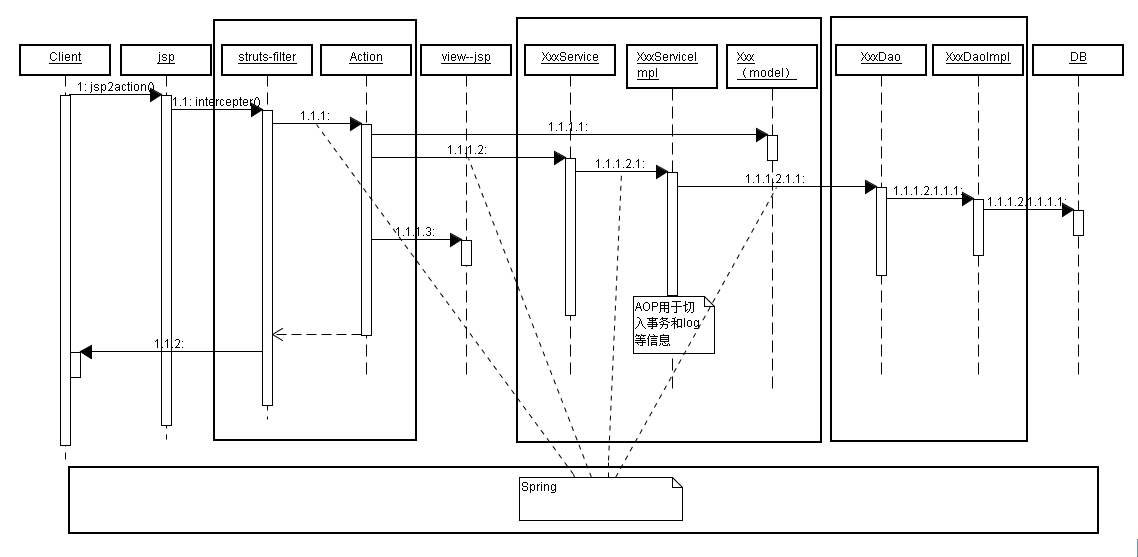 Client
jsp
struts-filter
Action
view--jsp
XxxService
XxxServiceI
mpl
Xxx
（model）
XxxDao
XxxDaoImpl
DB
1: jsp2action()
1.1: intercepter()
1.1.1:
1.1.1.1:
1.1.1.2:
1.1.1.2.1:
1.1.1.2.1.1:
1.1.1.2.1.1.1:
1.1.1.2.1.1.1.1:
1.1.1.3:
AOP用于切
入事务和log
等信息
1.1.2:
Spring